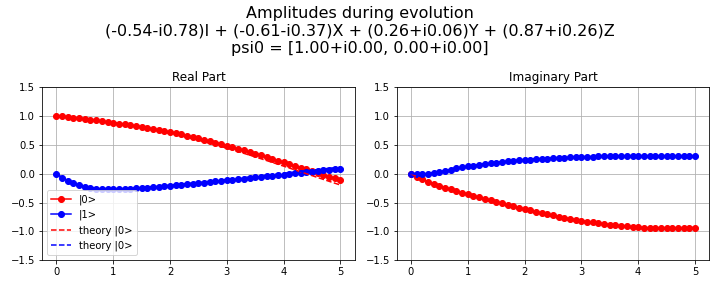 Amplitudes during evolution
(-0.54-i0.78)I + (-0.61-i0.37)X + (0.26+i0.06)Y + (0.87+i0.26)Z
psi0 = [1.00+i0.00, 0.00+i0.00]
Real Part
1.5
1.0
0.5
0.0
−0.5
−1.0
−1.5
|0>
|1>
theory |0>
theory |0>
0 1 2 3 4 5
Imaginary Part
1.5
1.0
0.5
0.0
−0.5
−1.0
−1.5
0 1 2 3 4 5